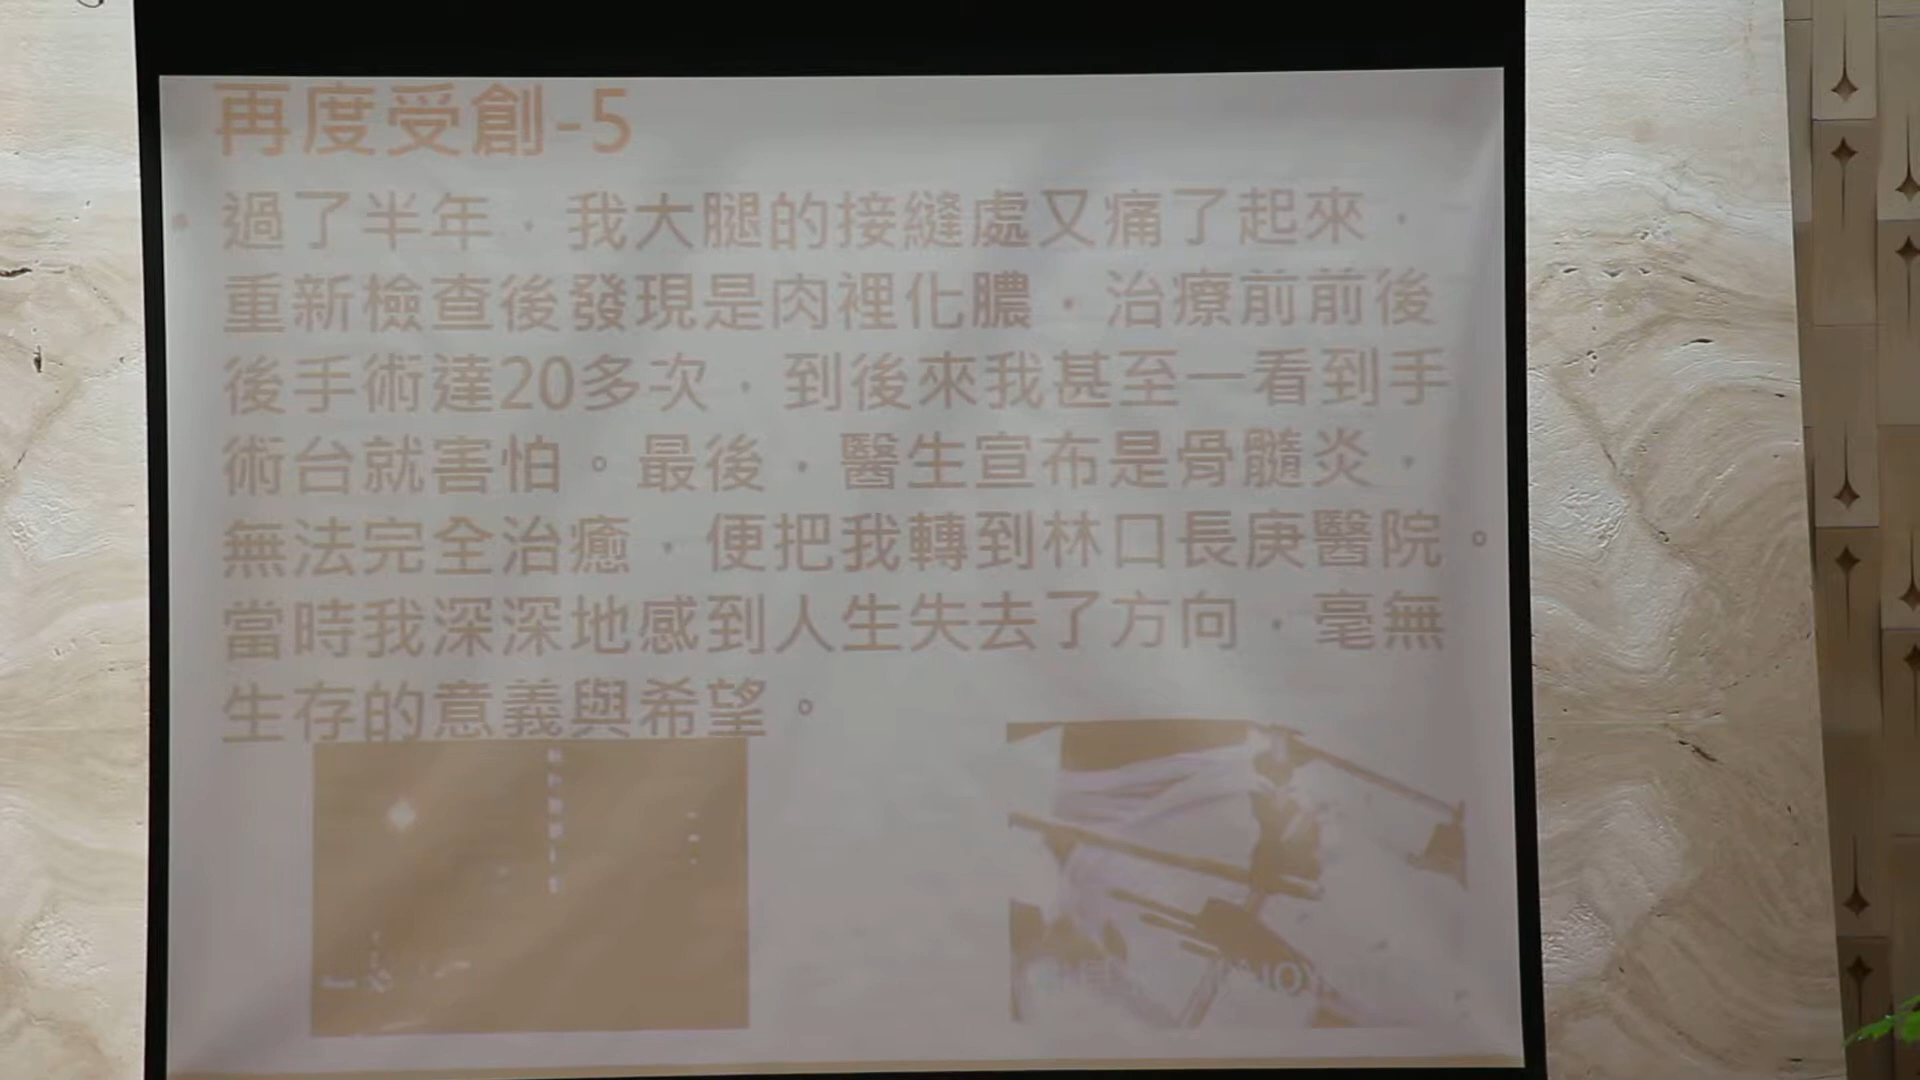 再度受創-5
• 過了半年，我大腿的接縫處又痛了起來，
重新檢查後發現是肉裡化膿，治療前前後
後手術達20多次，到後來我甚至一看到手
術台就害怕。最後，醫生宣布是骨髓炎，
無法完全治癒，便把我轉到林口長庚醫院。
當時我深深地感到人生失去了方向，毫無
生存的意義與希望。